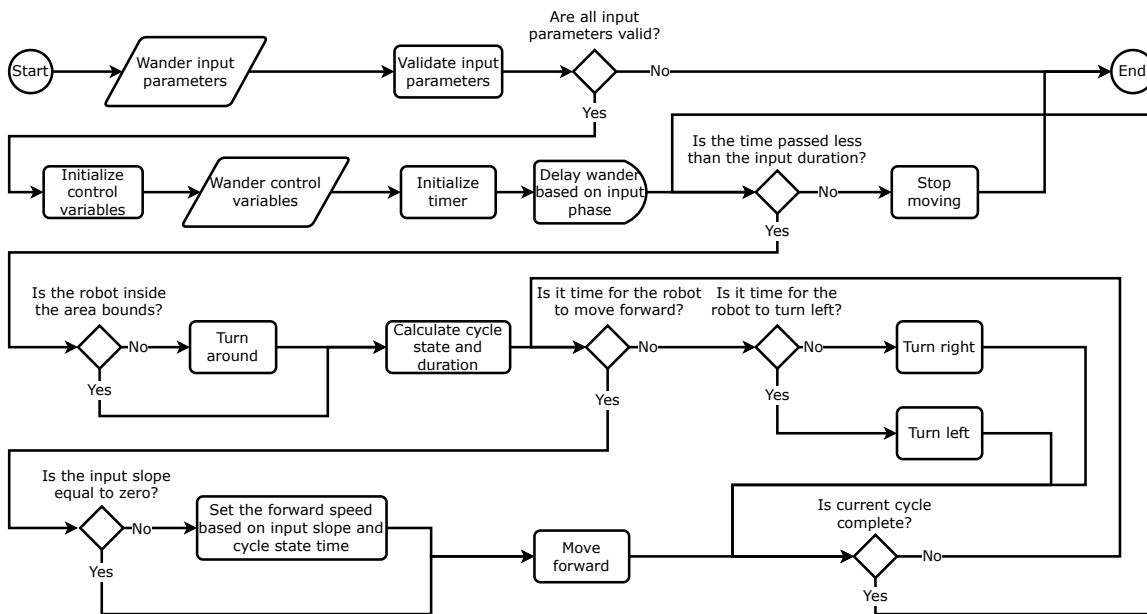 Are all input
parameters valid?
Start
Wander input
parameters
Validate input
parameters
No
End
Yes
Initialize
control
variables
Wander control
variables
Initialize
timer
Delay wander
based on input
phase
Is the time passed less
than the input duration?
No
Stop
moving
Yes
Is the robot inside
the area bounds?
No
Turn
around
Yes
Calculate cycle
state and
duration
Is it time for the robot
to move forward?
No
Yes
Is it time for the
robot to turn left?
No
Turn right
Yes
Turn left
Is the input slope
equal to zero?
No
Set the forward speed
based on input slope and
cycle state time
Yes
Move
forward
Is current cycle
complete?
No
Yes